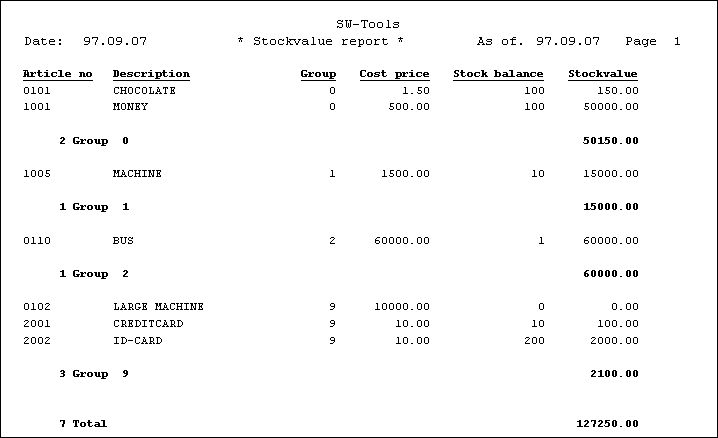 SW-Tools
Date: 97.09.07 * Stockvalue report * As of. 97.09.07 Page 1
Article no Description Group Cost price Stock balance Stockvalue
0101 CHOCOLATE 0 1.50 100 150.00
1001 MONEY 0 500.00 100 50000.00
2 Group 0 50150.00
1005 MACHINE 1 1500.00 10 15000.00
1 Group 1 15000.00
0110 BUS 2 60000.00 1 60000.00
1 Group 2 60000.00
0102 LARGE MACHINE 9 10000.00 0 0.00
2001 CREDITCARD 9 10.00 10 100.00
2002 ID-CARD 9 10.00 200 2000.00
3 Group 9 2100.00
7 Total 127250.00